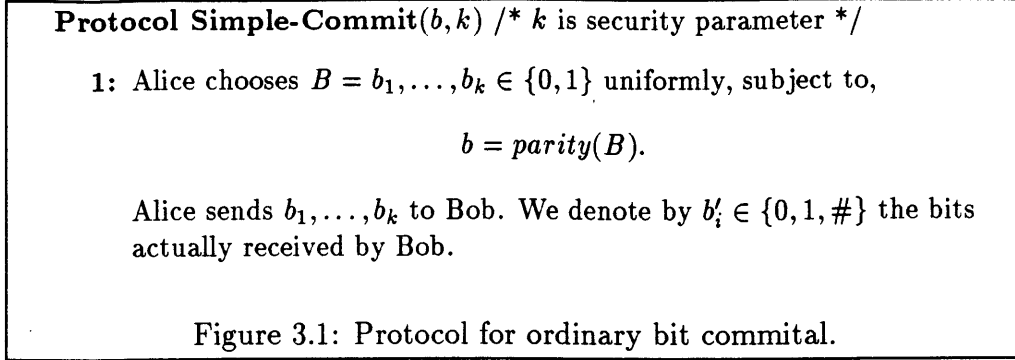 Protocol Simple-Commit(b, k) /* k is security parameter */
1: Alice chooses B = b₁, . . . , bₖ ∈ {0, 1} uniformly, subject to,
b = parity(B).
Alice sends b₁, . . . , bₖ to Bob. We denote by b′ᵢ ∈ {0, 1, #} the bits
actually received by Bob.
Figure 3.1: Protocol for ordinary bit commital.